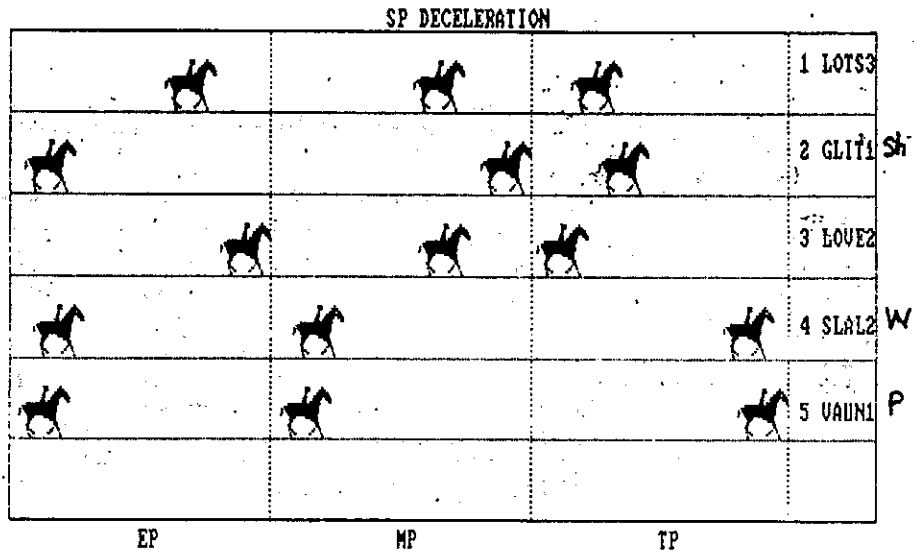 SP DECELERATION
1 LOTS3
2 GLIT1 Sh
3 LOVE2
4 SLAL2 W
5 VAUN1 P
EP MP TP